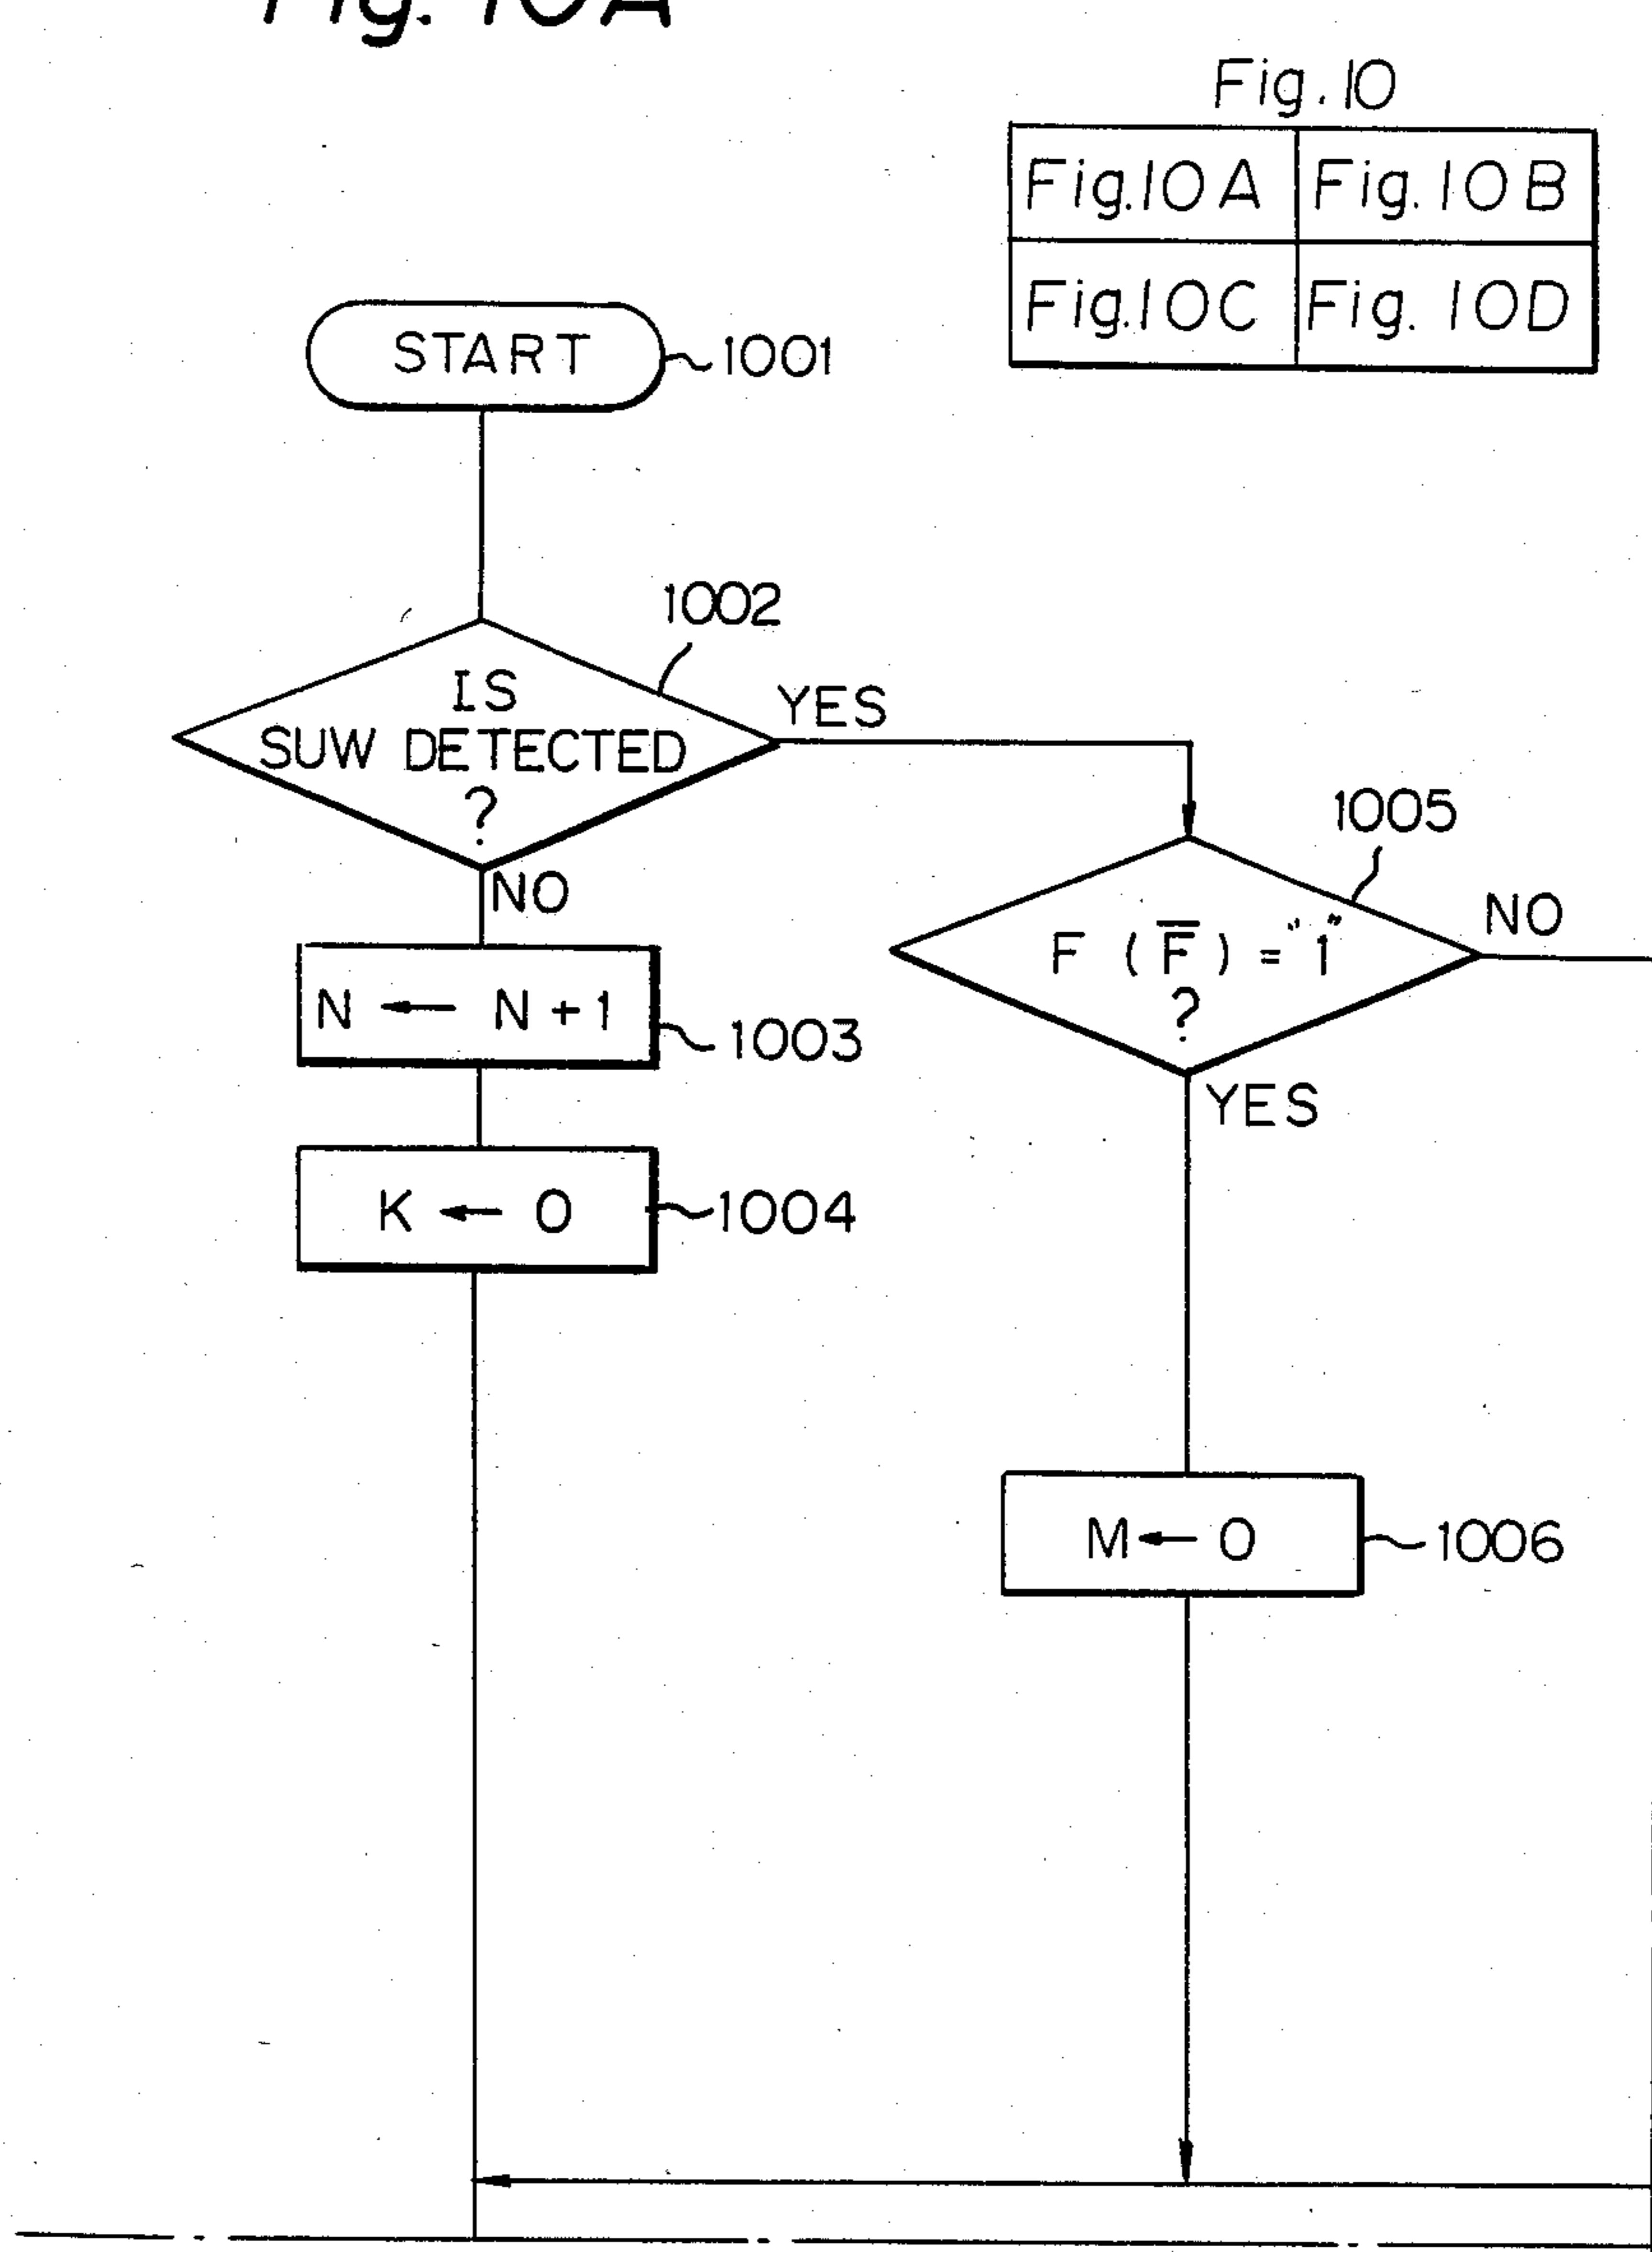 Fig. 10A
Fig. 10
Fig. 10A Fig. 10B
Fig. 10C Fig. 10D
START
1001
1002
IS
SUW DETECTED
?
YES
NO
1005
F (F̅) = "1"
?
NO
YES
N ← N + 1
1003
K ← 0
1004
M ← 0
1006